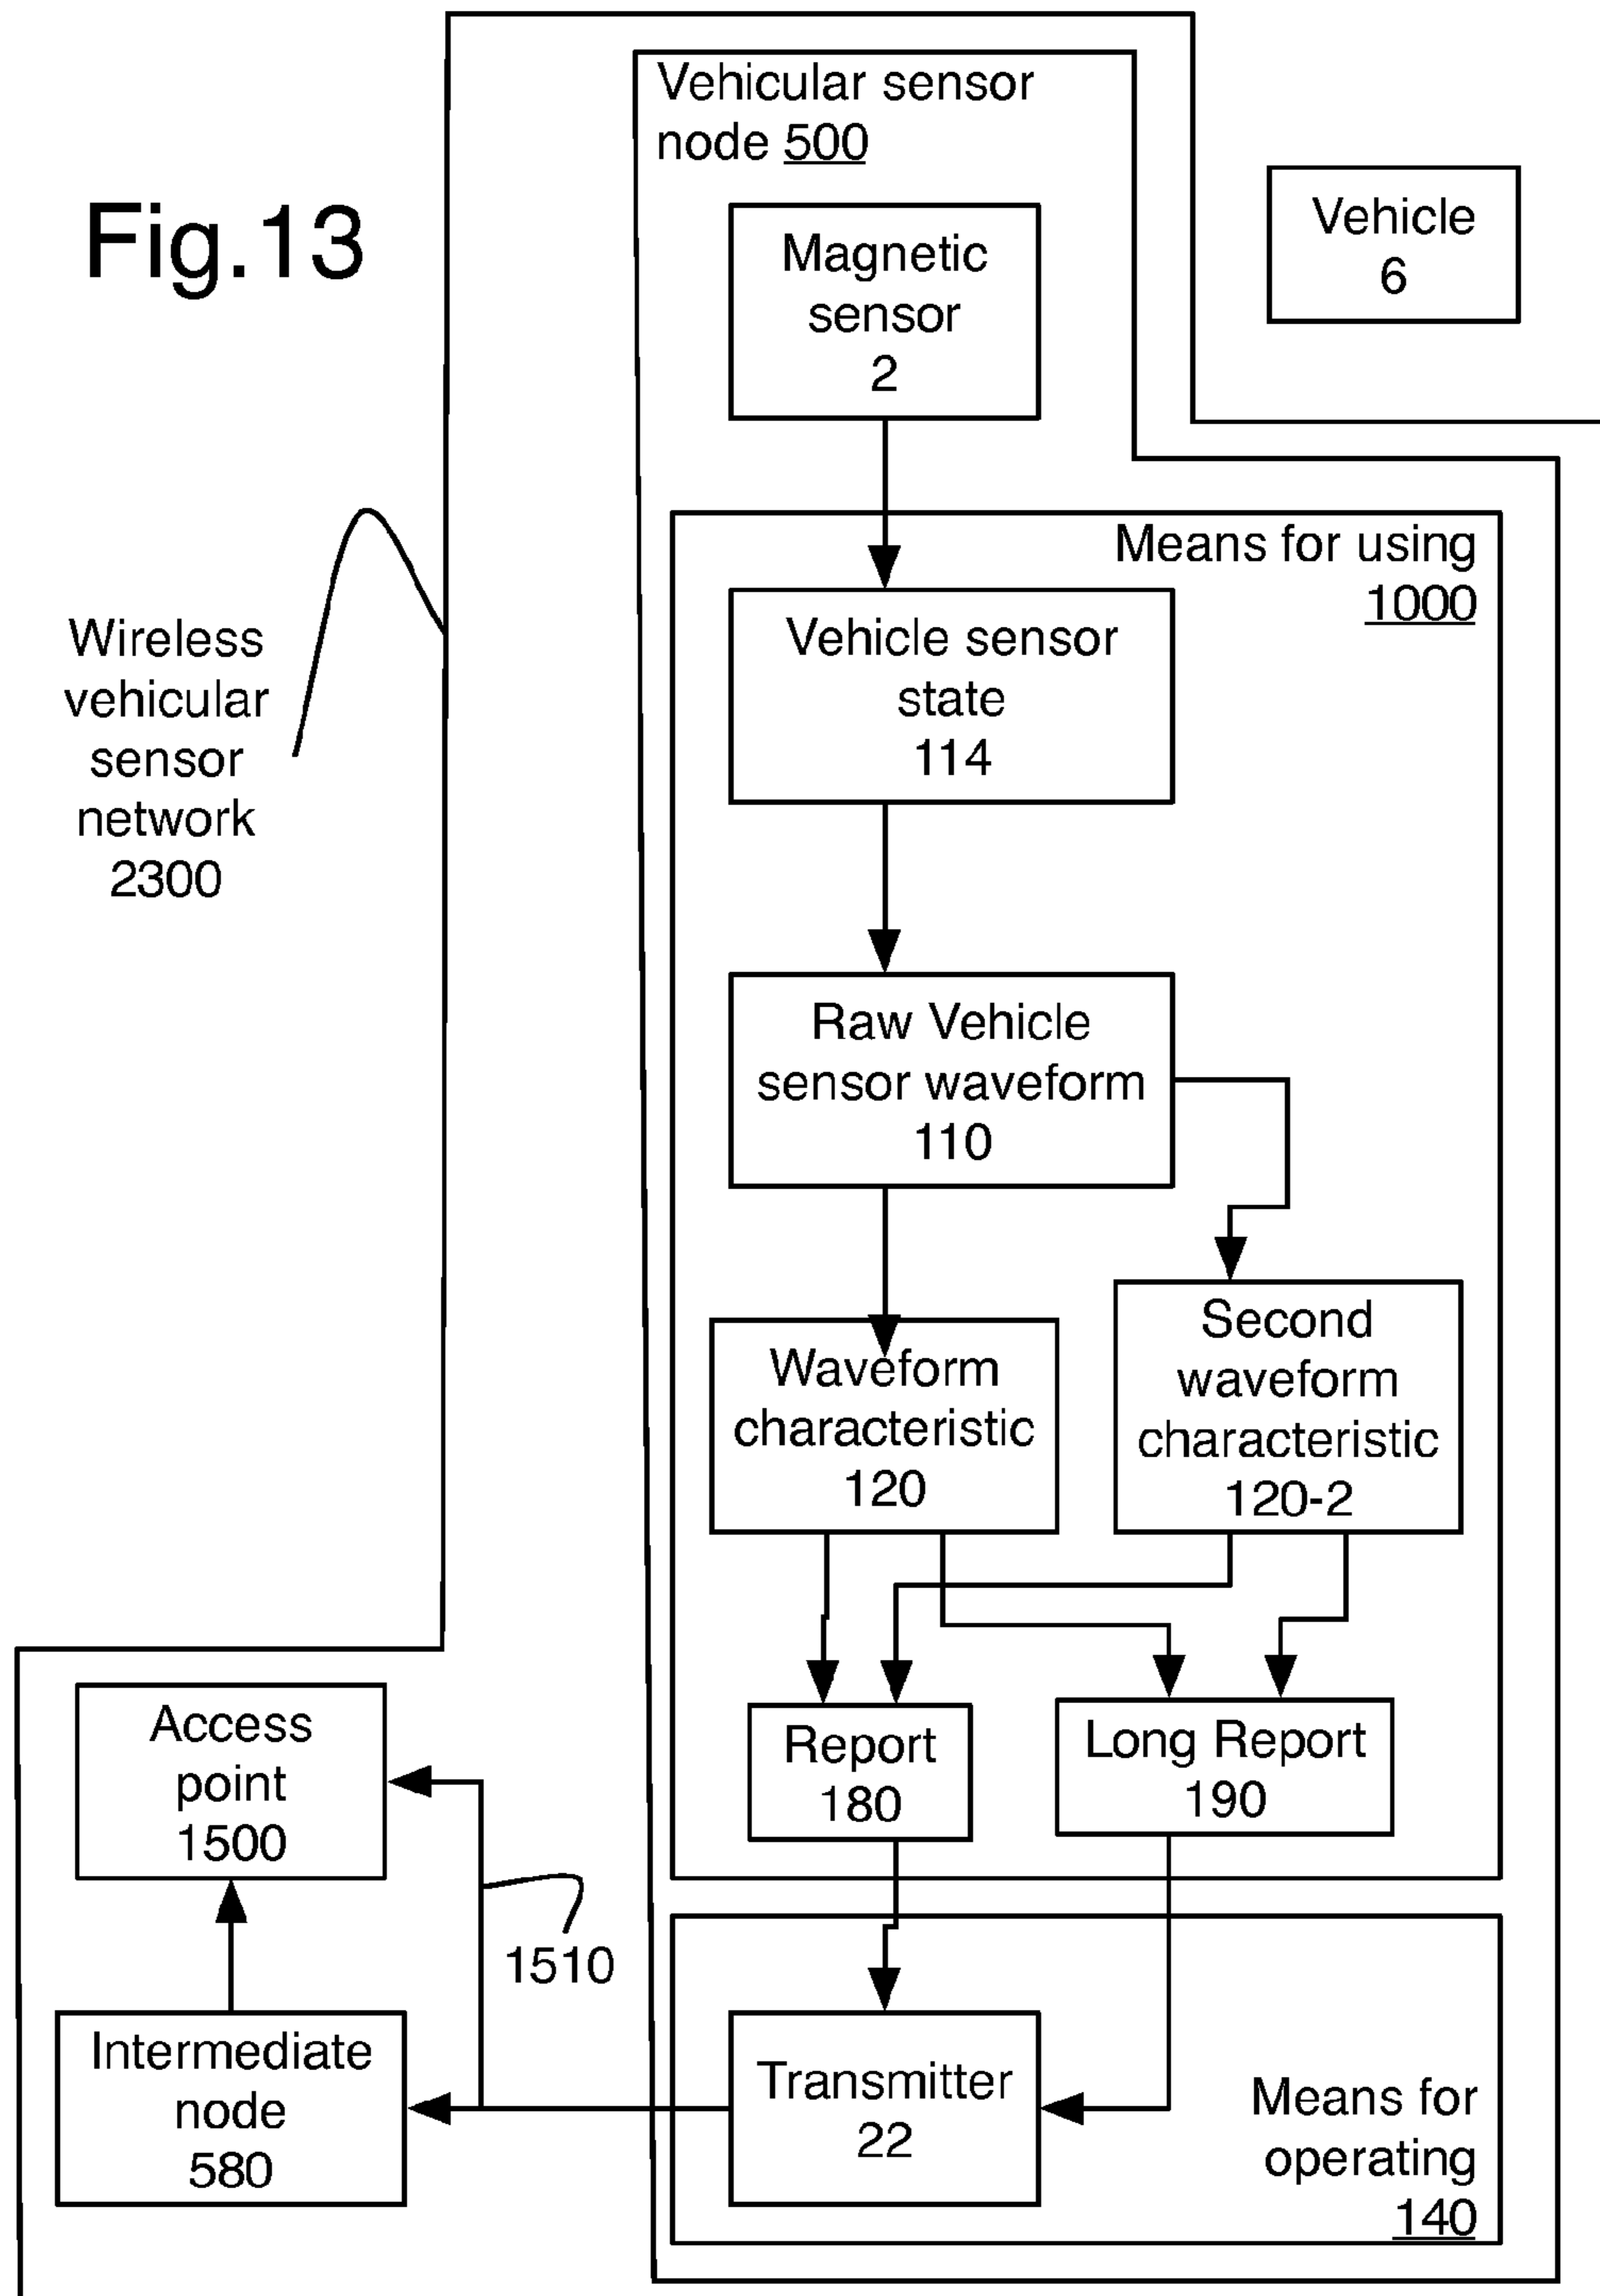 Fig.13
Vehicular sensor
node 500
Vehicle
6
Magnetic
sensor
2
Means for using
1000
Wireless
vehicular
sensor
network
2300
Vehicle sensor
state
114
Raw Vehicle
sensor waveform
110
Waveform
characteristic
120
Second
waveform
characteristic
120-2
Report
180
Long Report
190
Access
point
1500
1510
Intermediate
node
580
Transmitter
22
Means for
operating
140